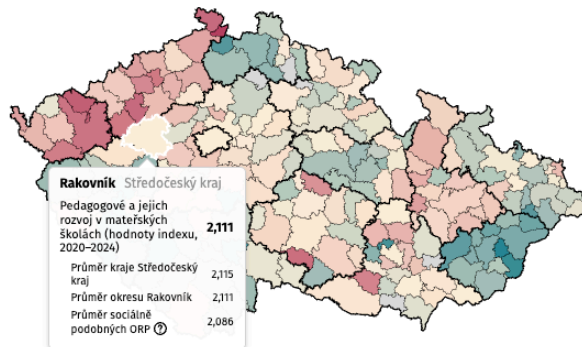 Rakovník Středočeský kraj
Pedagogové a jejich
rozvoj v mateřských
školách (hodnoty indexu, 2,111
2020–2024)
Průměr kraje Středočeský 2,115
kraj
Průměr okresu Rakovník 2,111
Průměr sociálně 2,086
podobných ORP ?